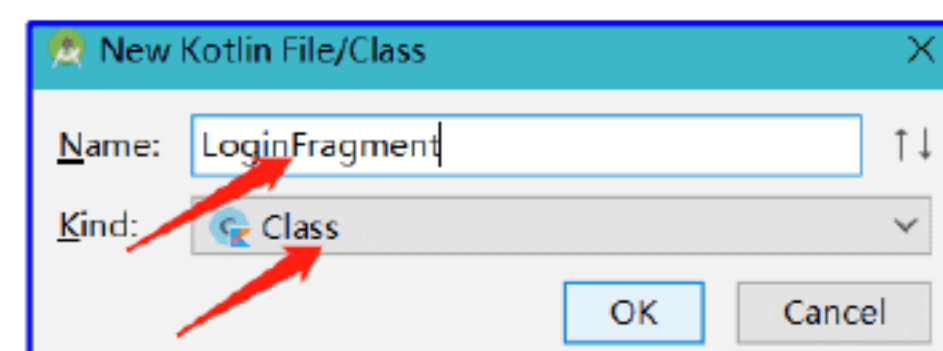 New Kotlin File/Class
Name: LoginFragment
Kind: Class
OK Cancel